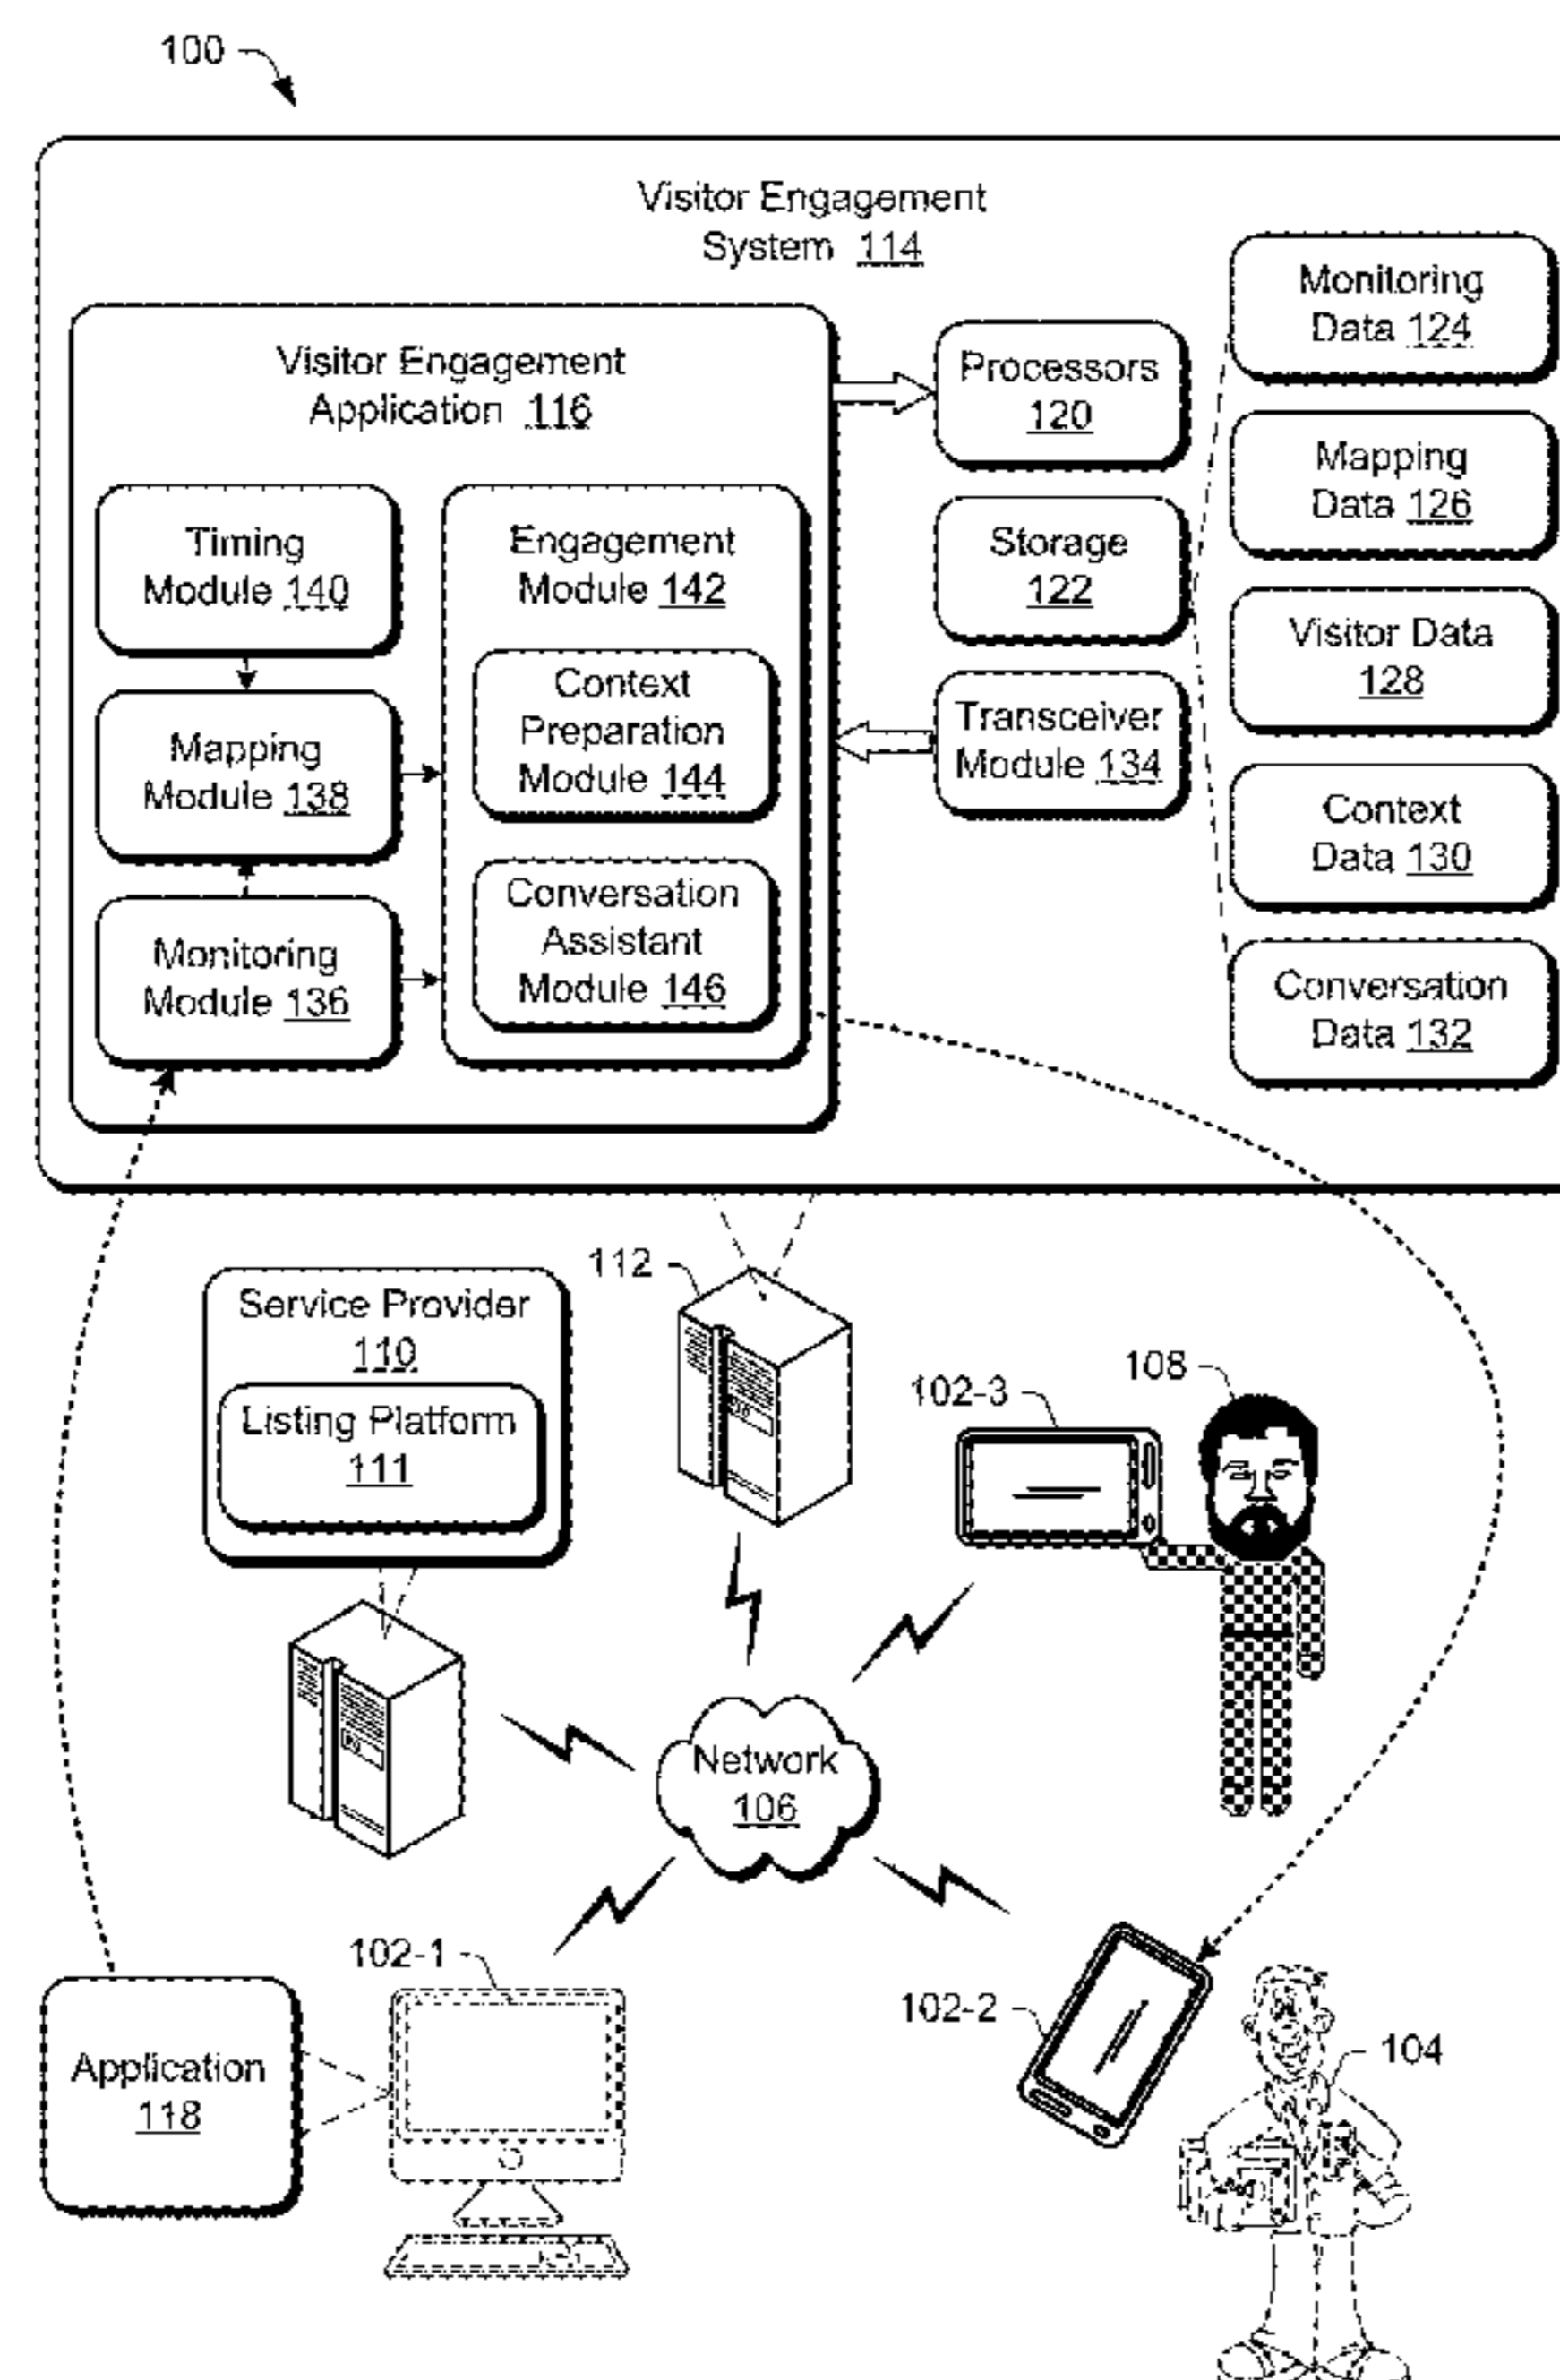 100
Visitor Engagement
System 114
Visitor Engagement
Application 116
Timing
Module 140
Mapping
Module 138
Monitoring
Module 136
Engagement
Module 142
Context
Preparation
Module 144
Conversation
Assistant
Module 146
Processors
120
Storage
122
Transceiver
Module 134
Monitoring
Data 124
Mapping
Data 126
Visitor Data
128
Context
Data 130
Conversation
Data 132
Service Provider
110
Listing Platform
111
112
102-3
108
Network
106
102-1
Application
118
102-2
104